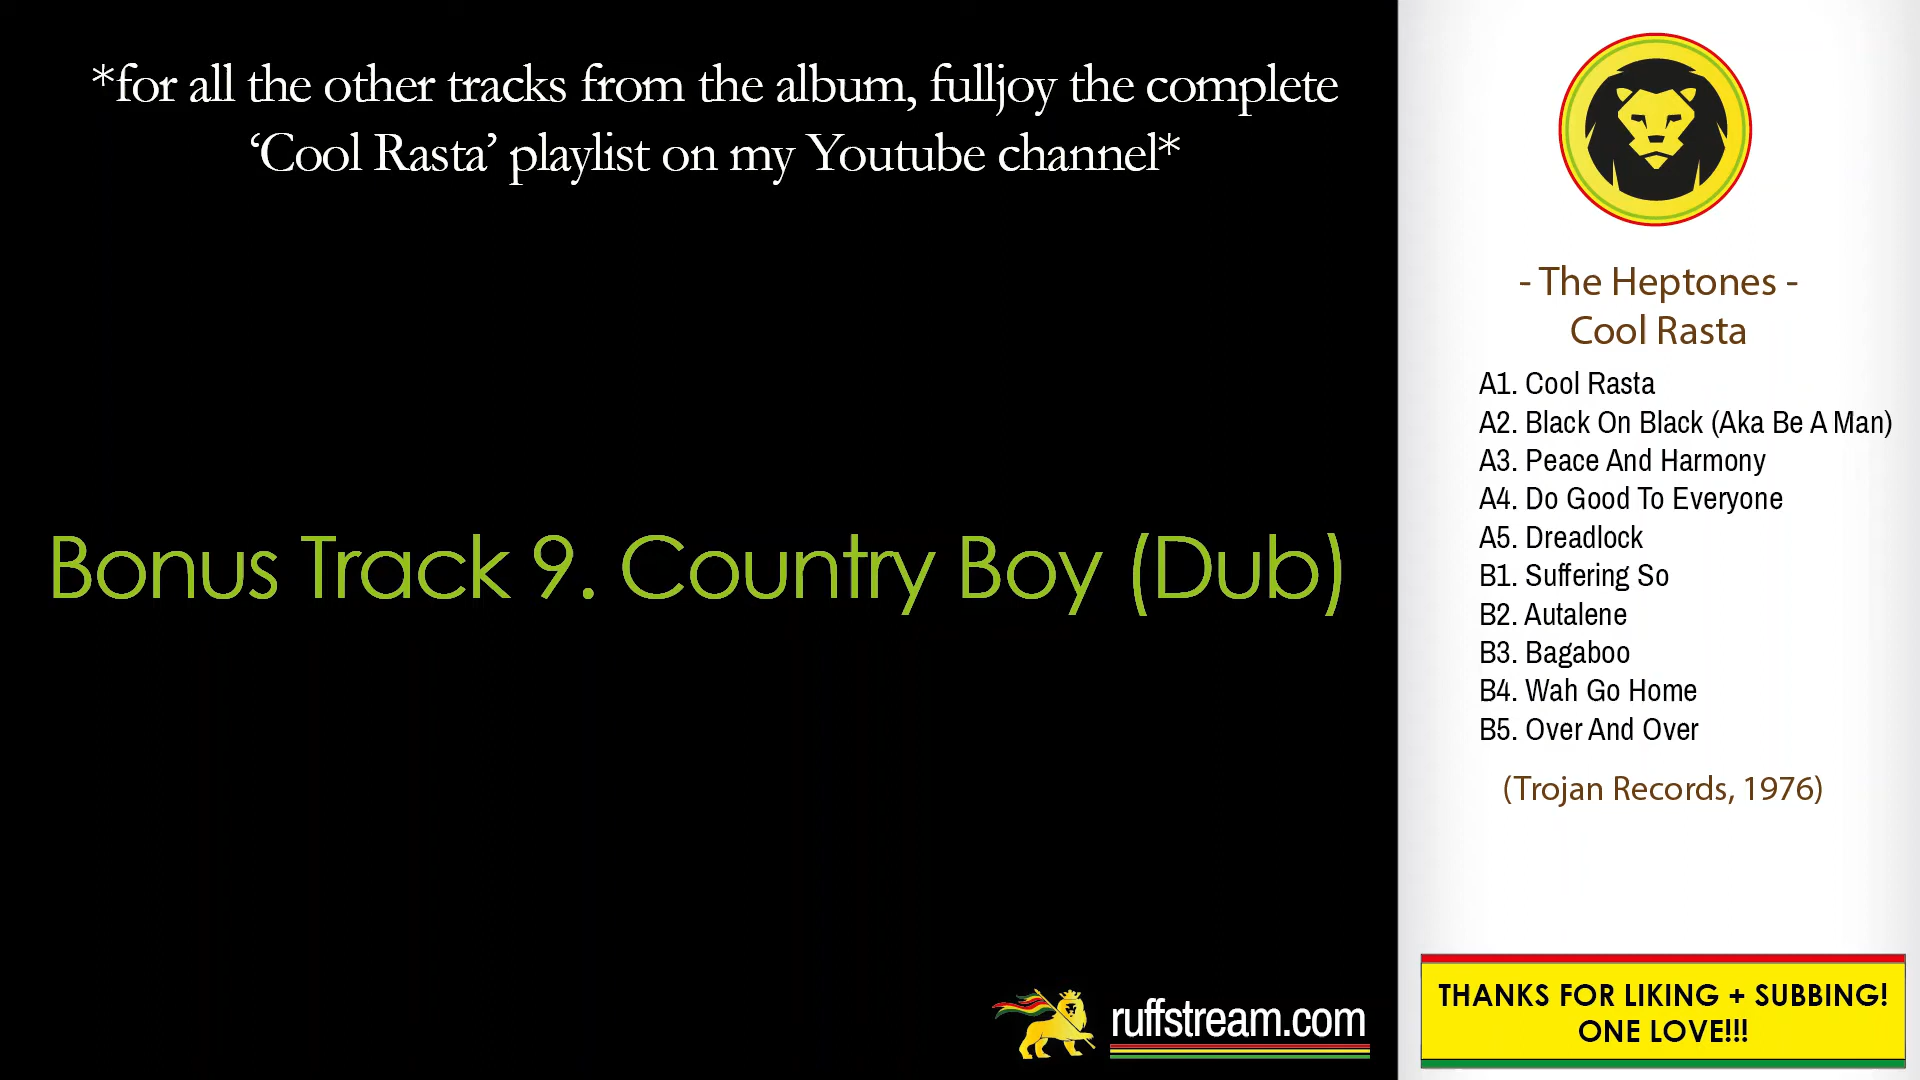 *for all the other tracks from the album, fulljoy the complete
‘Cool Rasta’ playlist on my Youtube channel*
Bonus Track 9. Country Boy (Dub)
ruffstream.com
- The Heptones -
Cool Rasta
A1. Cool Rasta
A2. Black On Black (Aka Be A Man)
A3. Peace And Harmony
A4. Do Good To Everyone
A5. Dreadlock
B1. Suffering So
B2. Autalene
B3. Bagaboo
B4. Wah Go Home
B5. Over And Over
(Trojan Records, 1976)
THANKS FOR LIKING + SUBBING!
ONE LOVE!!!